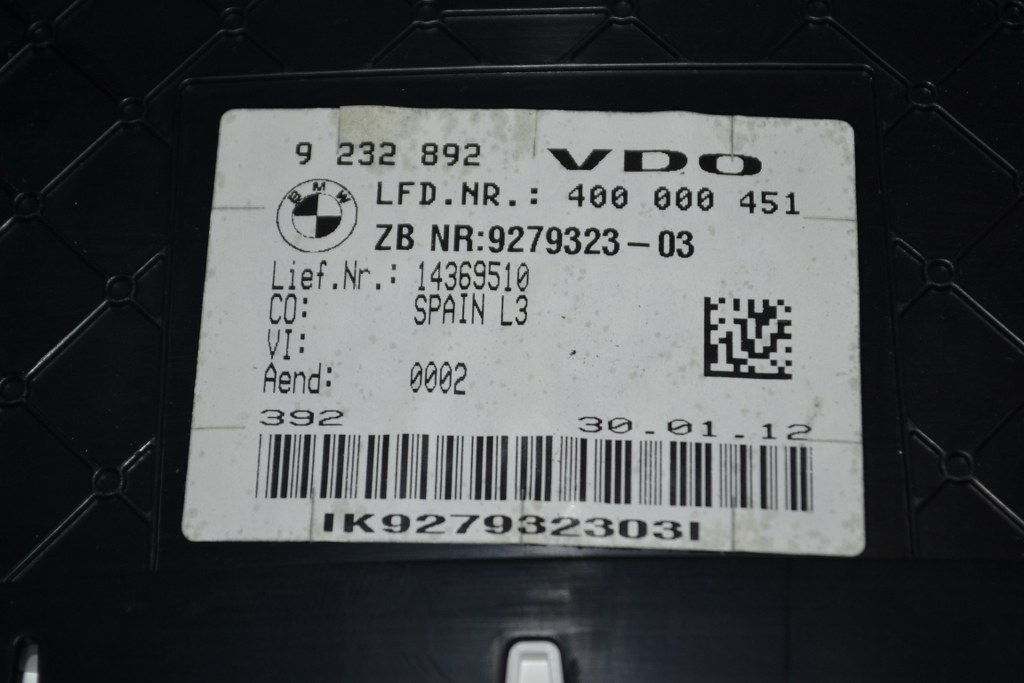 9 232 892 VDO
BMW
LFD.NR.: 400 000 451
ZB NR:9279323-03
Lief.Nr.: 14369510
CO: SPAIN L3
VI:
Aend: 0002
392 30.01.12
IK927932303I